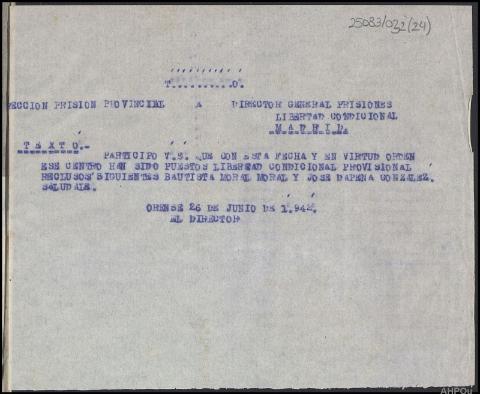 25083/032(24)
T..........O.
ECCION PRISION PROVINCIAL A DIRECTOR GENERAL PRISIONES
LIBERTAD CONDICIONAL
M A D R I D.
T E X T O.-
PARTICIPO V.S. QUE CON ESTA FECHA Y EN VIRTUD ORDEN
ESE CENTRO HAN SIDO PUESTOS LIBERTAD CONDICIONAL PROVISIONAL
RECLUSOS SIGUIENTES BAUTISTA MORAL MORAL Y JOSE DAPENA GONZALEZ.
SALUDALE.
ORENSE 26 DE JUNIO DE 1.942.
EL DIRECTOR
AHPOu